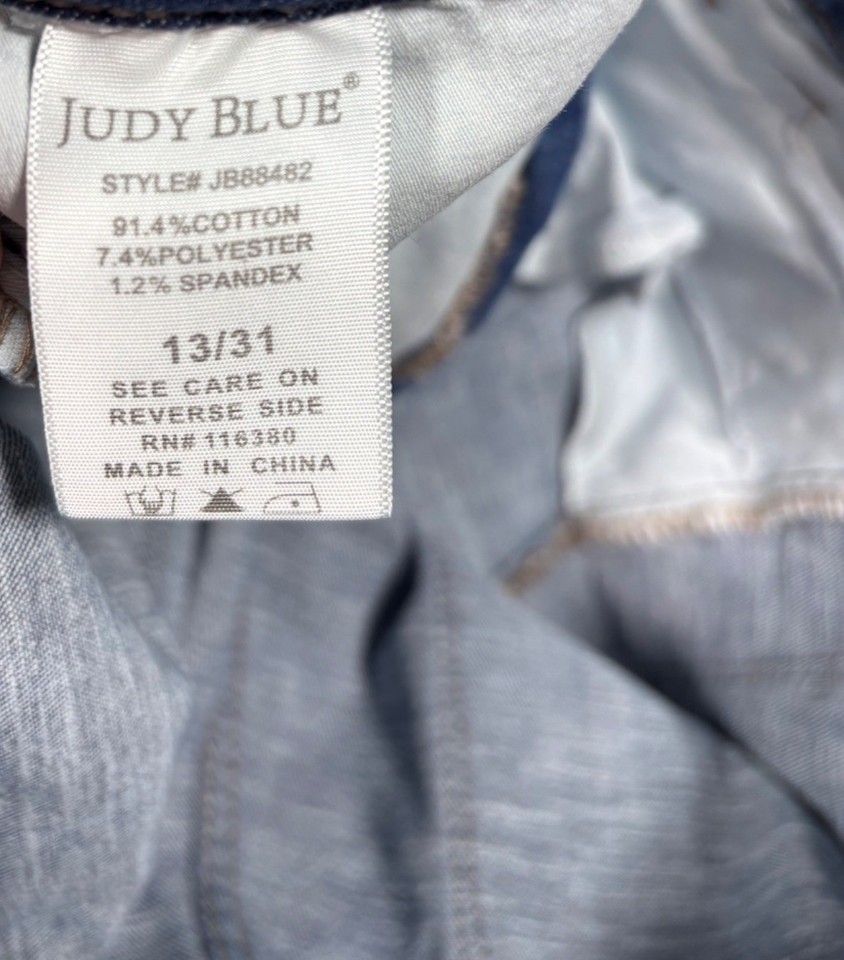 JUDY BLUE®
STYLE# JB88482
91.4%COTTON
7.4%POLYESTER
1.2% SPANDEX
13/31
SEE CARE ON
REVERSE SIDE
RN# 116380
MADE IN CHINA